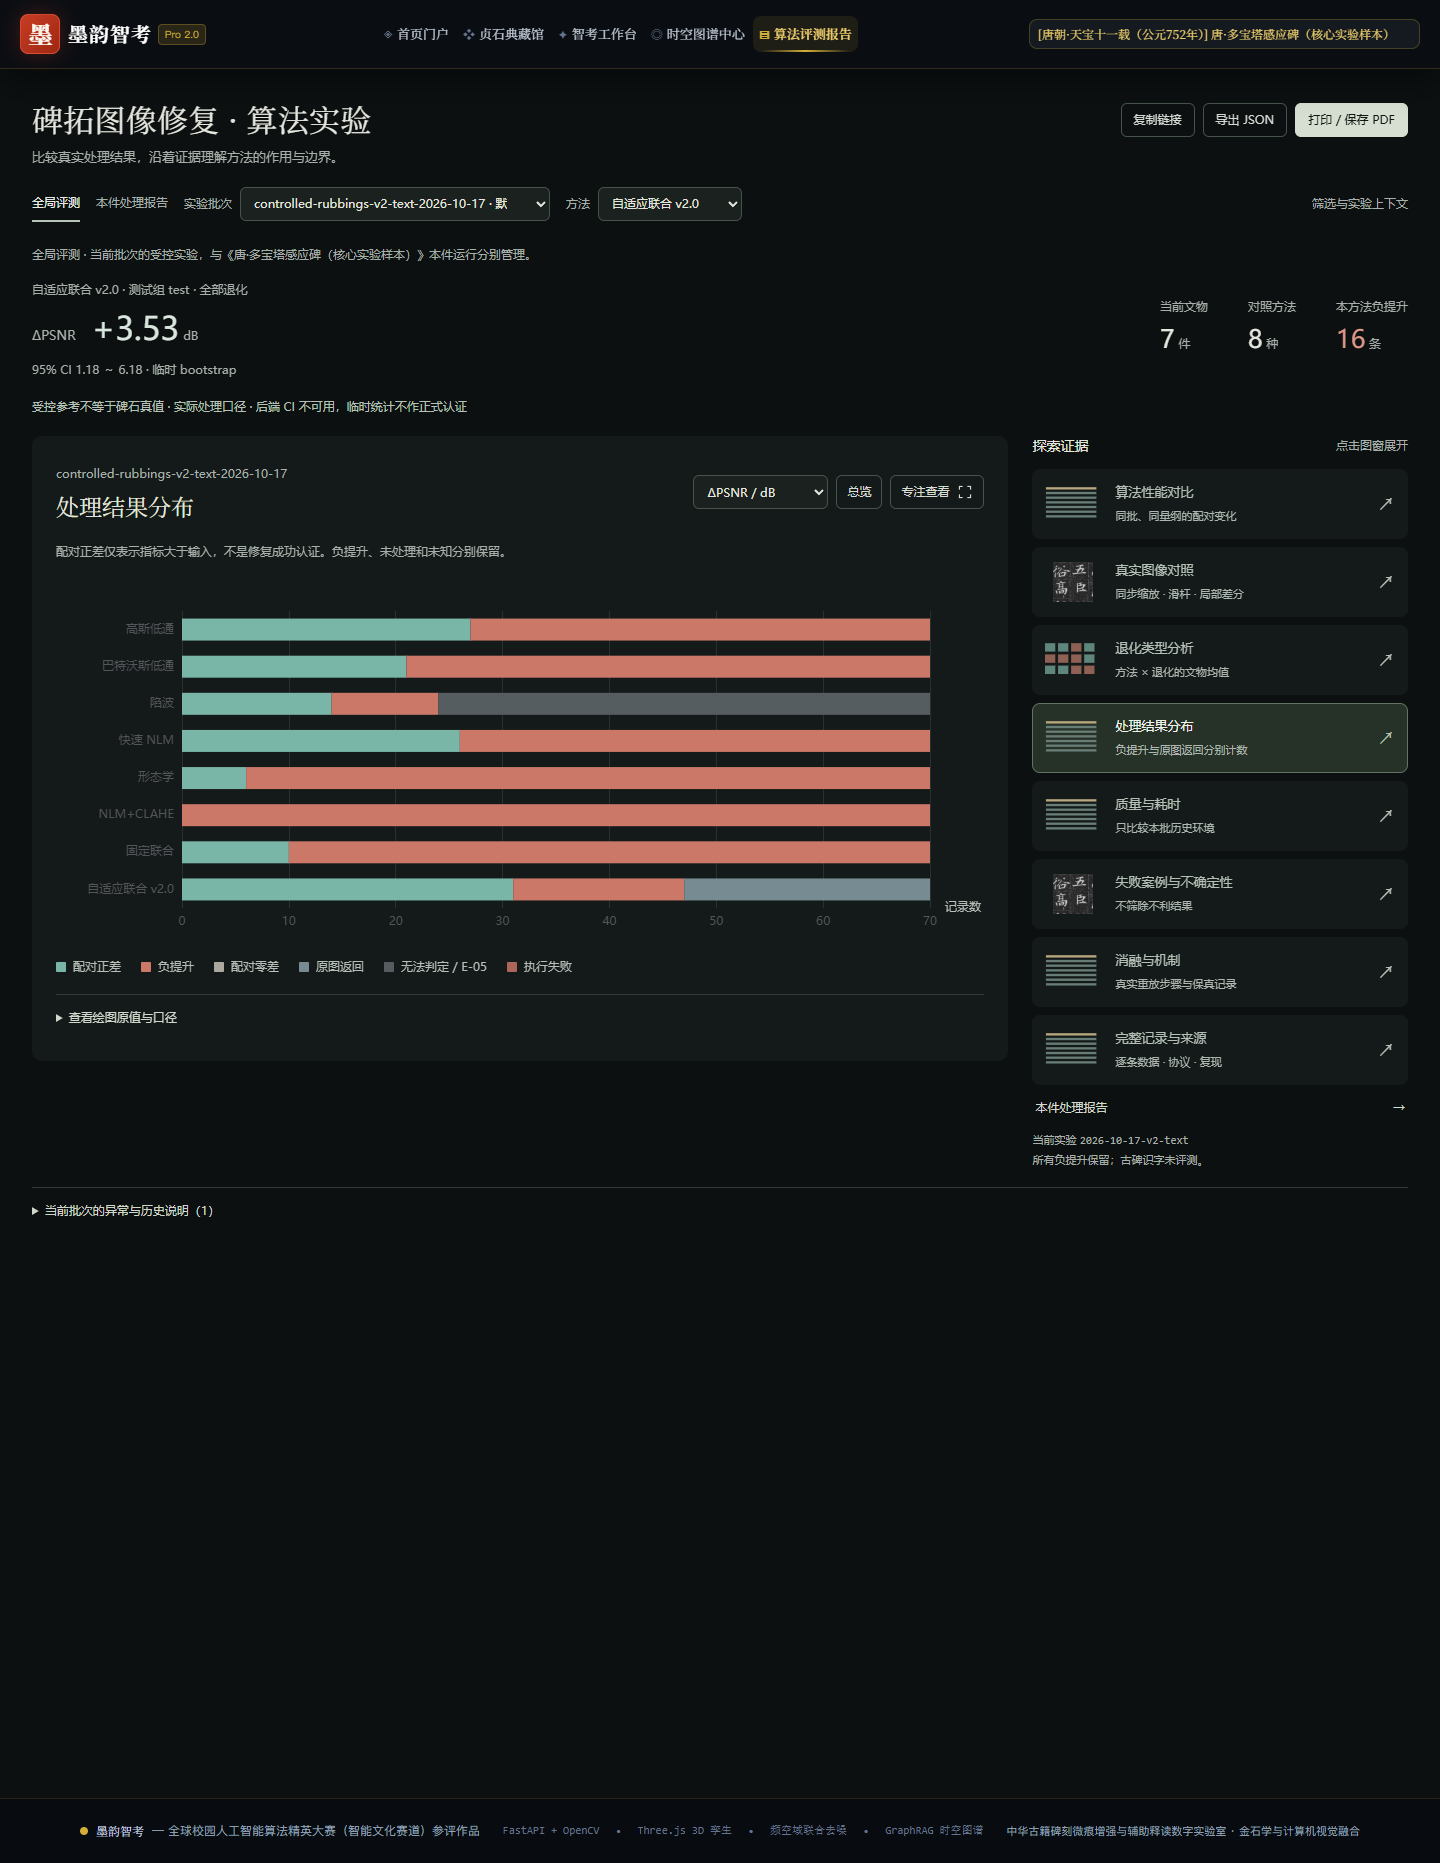 墨 墨韵智考 Pro 2.0
首页门户 贞石典藏馆 智考工作台 时空图谱中心 算法评测报告
[唐朝·天宝十一载（公元752年）] 唐·多宝塔感应碑（核心实验样本）
碑拓图像修复 · 算法实验
比较真实处理结果，沿着证据理解方法的作用与边界。
复制链接 导出 JSON 打印 / 保存 PDF
全局评测 本件处理报告 实验批次 controlled-rubbings-v2-text-2026-10-17 · 默 方法 自适应联合 v2.0 筛选与实验上下文
全局评测 · 当前批次的受控实验，与《唐·多宝塔感应碑（核心实验样本）》本件运行分别管理。
自适应联合 v2.0 · 测试组 test · 全部退化
ΔPSNR +3.53 dB
95% CI 1.18 ～ 6.18 · 临时 bootstrap
当前文物 对照方法 本方法负提升
7 件 8 种 16 条
受控参考不等于碑石真值 · 实际处理口径 · 后端 CI 不可用，临时统计不作正式认证
controlled-rubbings-v2-text-2026-10-17
处理结果分布
ΔPSNR / dB 总览 专注查看
配对正差仅表示指标大于输入，不是修复成功认证。负提升、未处理和未知分别保留。
高斯低通
巴特沃斯低通
陷波
快速 NLM
形态学
NLM+CLAHE
固定联合
自适应联合 v2.0
0 10 20 30 40 50 60 70 记录数
配对正差 负提升 配对零差 原图返回 无法判定 / E-05 执行失败
查看绘图原值与口径
探索证据 点击图窗展开
算法性能对比
同批、同量纲的配对变化
真实图像对照
同步缩放 · 滑杆 · 局部差分
退化类型分析
方法 × 退化的文物均值
处理结果分布
负提升与原图返回分别计数
质量与耗时
只比较本批历史环境
失败案例与不确定性
不筛除不利结果
消融与机制
真实重放步骤与保真记录
完整记录与来源
逐条数据 · 协议 · 复现
本件处理报告 →
当前实验 2026-10-17-v2-text
所有负提升保留；古碑识字未评测。
当前批次的异常与历史说明（1）
墨韵智考 — 全球校园人工智能算法精英大赛（智能文化赛道）参评作品 FastAPI + OpenCV • Three.js 3D 孪生 • 频空域联合去噪 • GraphRAG 时空图谱 中华古籍碑刻微痕增强与辅助释读数字实验室 · 金石学与计算机视觉融合